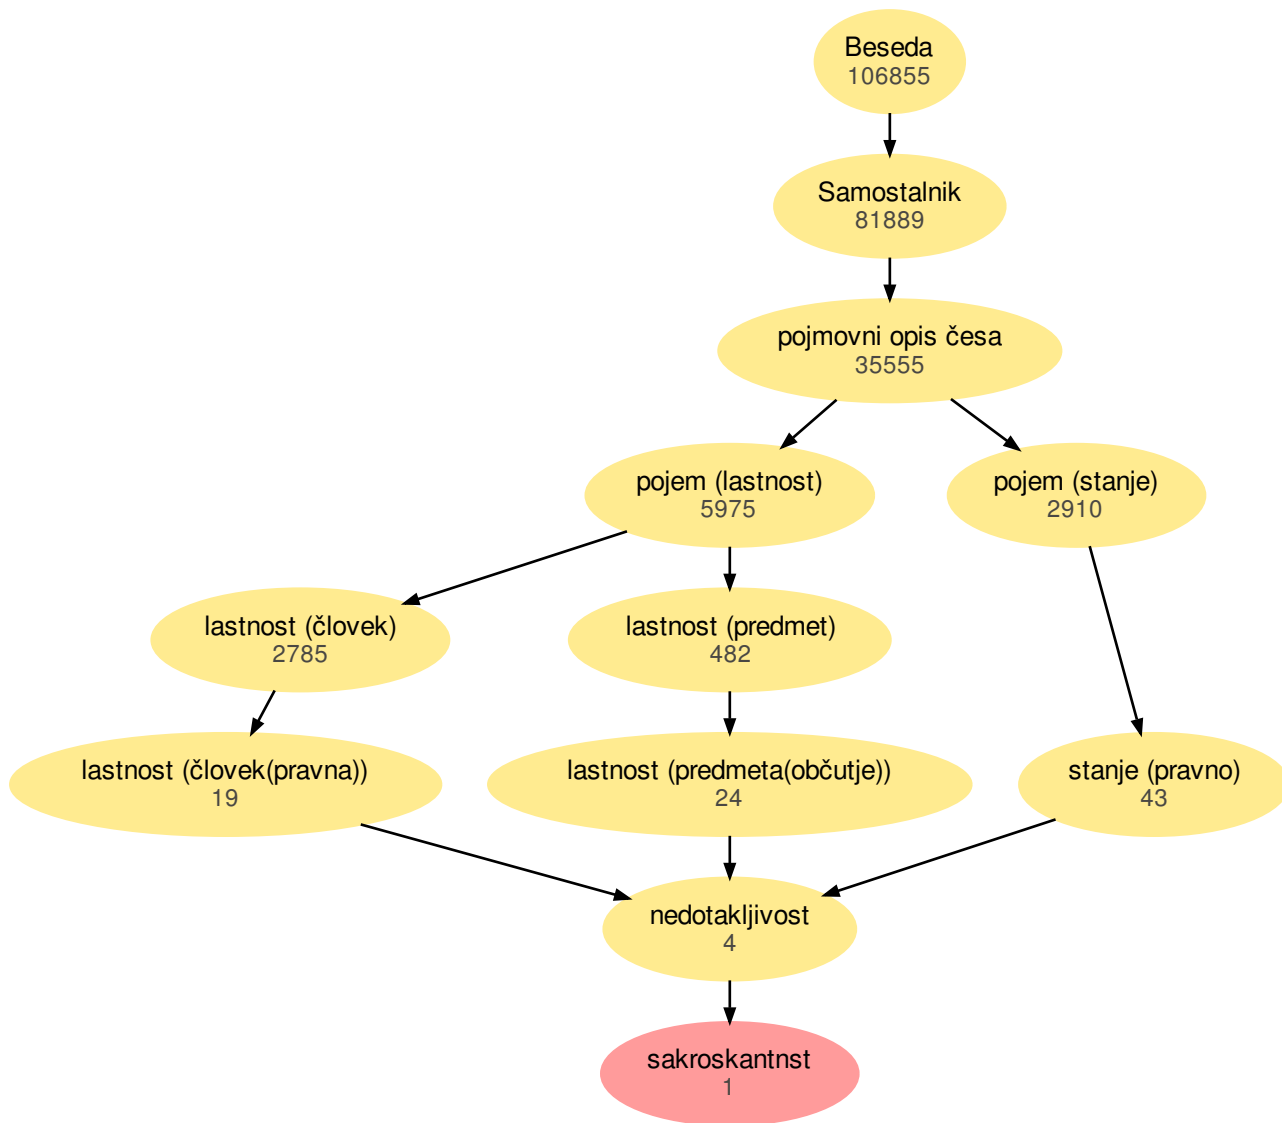 Beseda
106855
Samostalnik
81889
pojmovni opis česa
35555
pojem (lastnost)
5975
pojem (stanje)
2910
lastnost (človek)
2785
lastnost (predmet)
482
lastnost (človek(pravna))
19
lastnost (predmeta(občutje))
24
stanje (pravno)
43
nedotakljivost
4
sakroskantnst
1